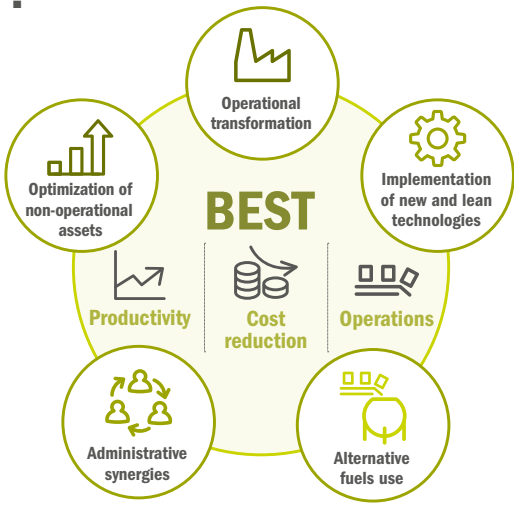 Operational
transformation
Optimization of
non-operational
assets
Implementation
of new and lean
technologies
BEST
Productivity
Cost
reduction
Operations
Administrative
synergies
Alternative
fuels use